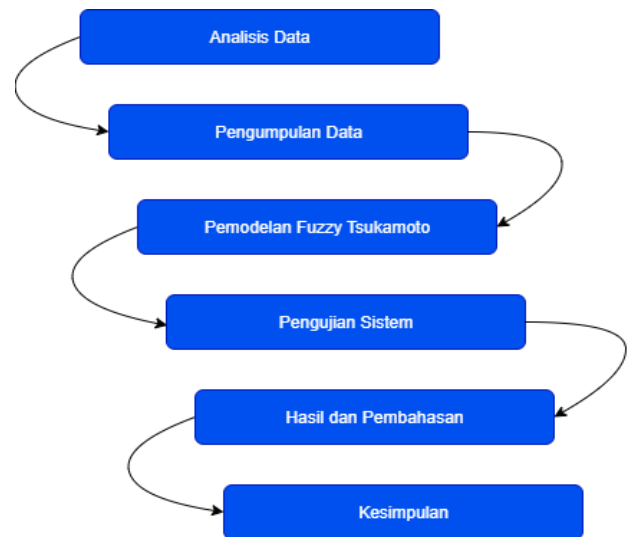 Analisis Data
Pengumpulan Data
Pemodelan Fuzzy Tsukamoto
Pengujian Sistem
Hasil dan Pembahasan
Kesimpulan